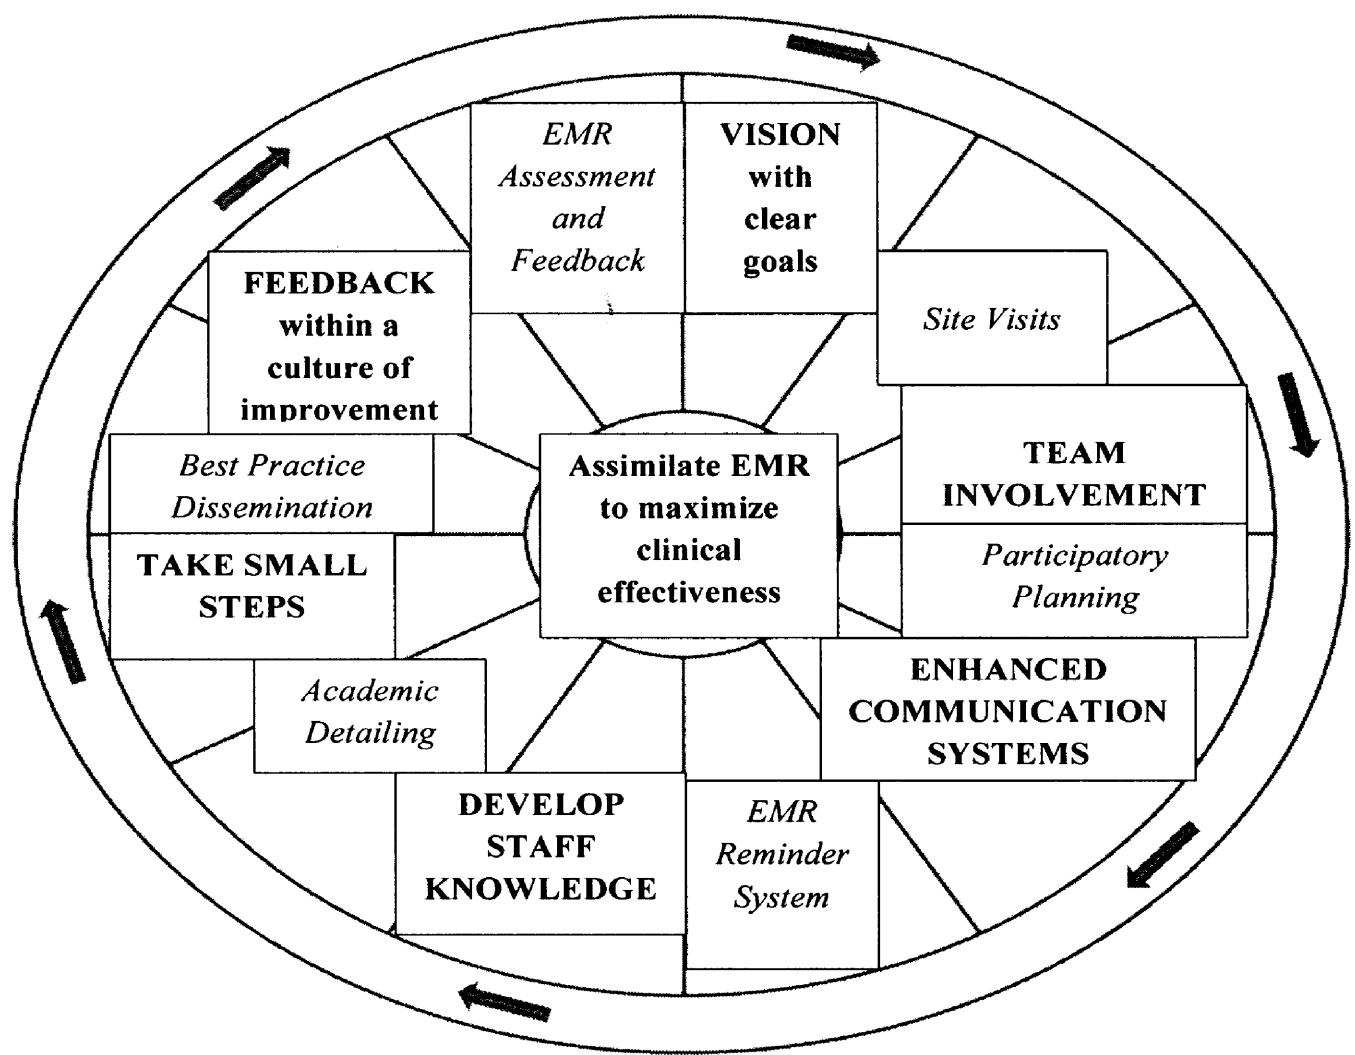 EMR
Assessment
and
Feedback
VISION
with
clear
goals
Site Visits
TEAM
INVOLVEMENT
Participatory
Planning
ENHANCED
COMMUNICATION
SYSTEMS
EMR
Reminder
System
DEVELOP
STAFF
KNOWLEDGE
Academic
Detailing
TAKE SMALL
STEPS
Best Practice
Dissemination
FEEDBACK
within a
culture of
improvement
Assimilate EMR
to maximize
clinical
effectiveness